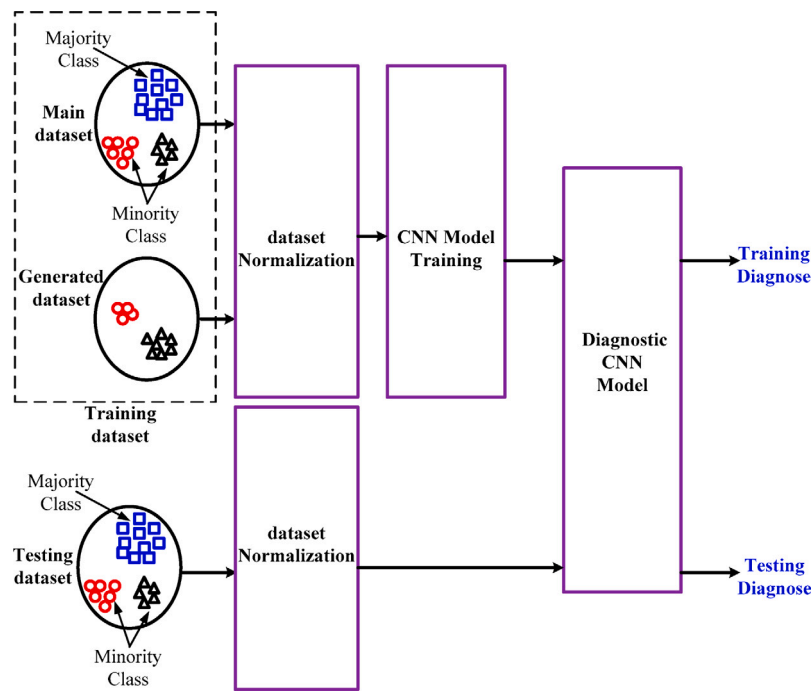 Majority
Class
Main
dataset
Minority
Class
Generated
dataset
Training
dataset
dataset
Normalization
CNN Model
Training
Diagnostic
CNN
Model
Training
Diagnose
Majority
Class
Testing
dataset
Minority
Class
dataset
Normalization
Testing
Diagnose